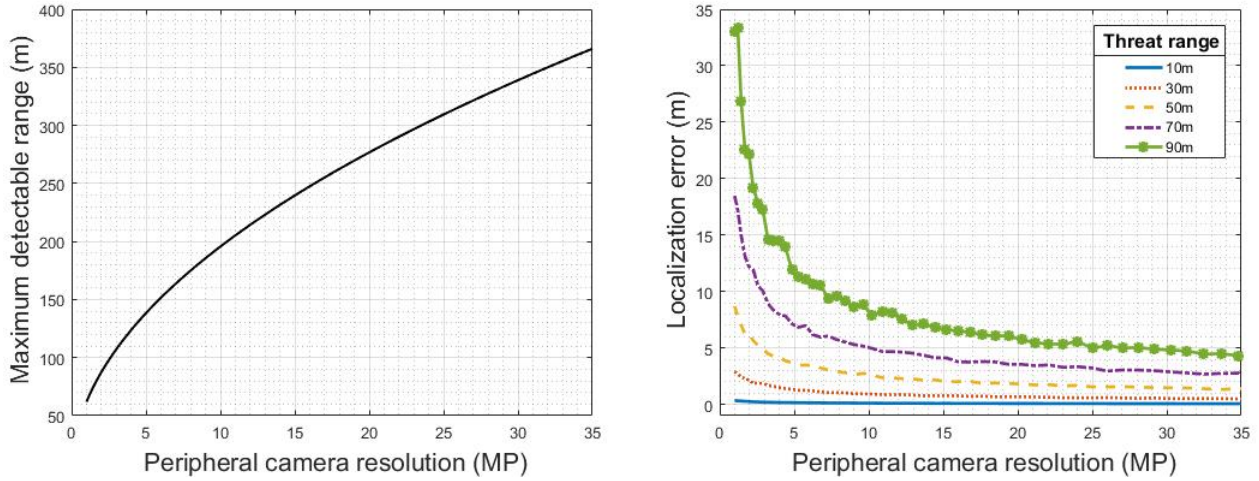 Maximum detectable range (m)
400
350
300
250
200
150
100
50
0 5 10 15 20 25 30 35
Peripheral camera resolution (MP)
Localization error (m)
35
30
25
20
15
10
5
0
0 5 10 15 20 25 30 35
Peripheral camera resolution (MP)
Threat range
10m
30m
50m
70m
90m